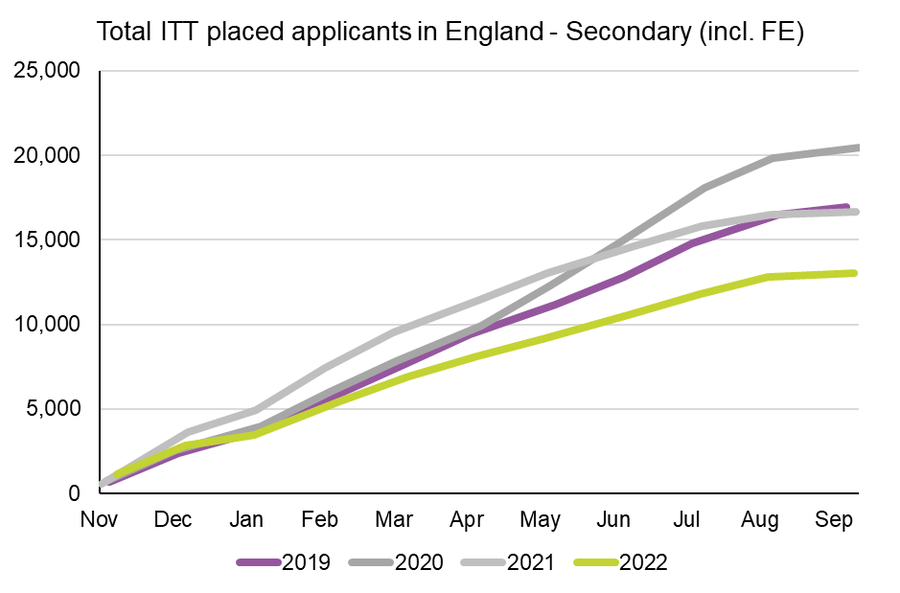 Total ITT placed applicants in England - Secondary (incl. FE)
25,000
20,000
15,000
10,000
5,000
0
Nov Dec Jan Feb Mar Apr May Jun Jul Aug Sep
2019 2020 2021 2022